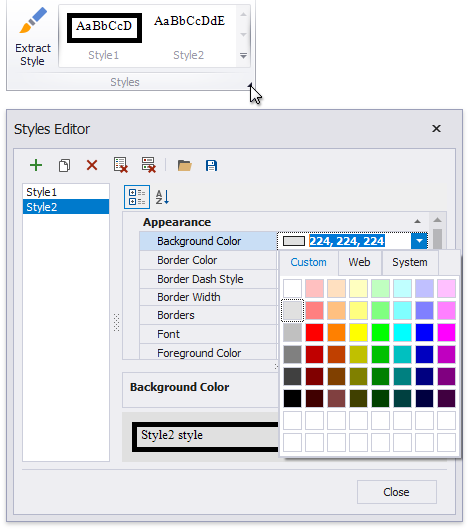 Extract
Style
AaBbCcD
Style1
AaBbCcDdE
Style2
Styles
Styles Editor
A
Z
Style1
Style2
Appearance
Background Color 224, 224, 224
Border Color
Border Dash Style
Border Width
Borders
Font
Foreground Color
Custom Web System
Background Color
Style2 style
Close